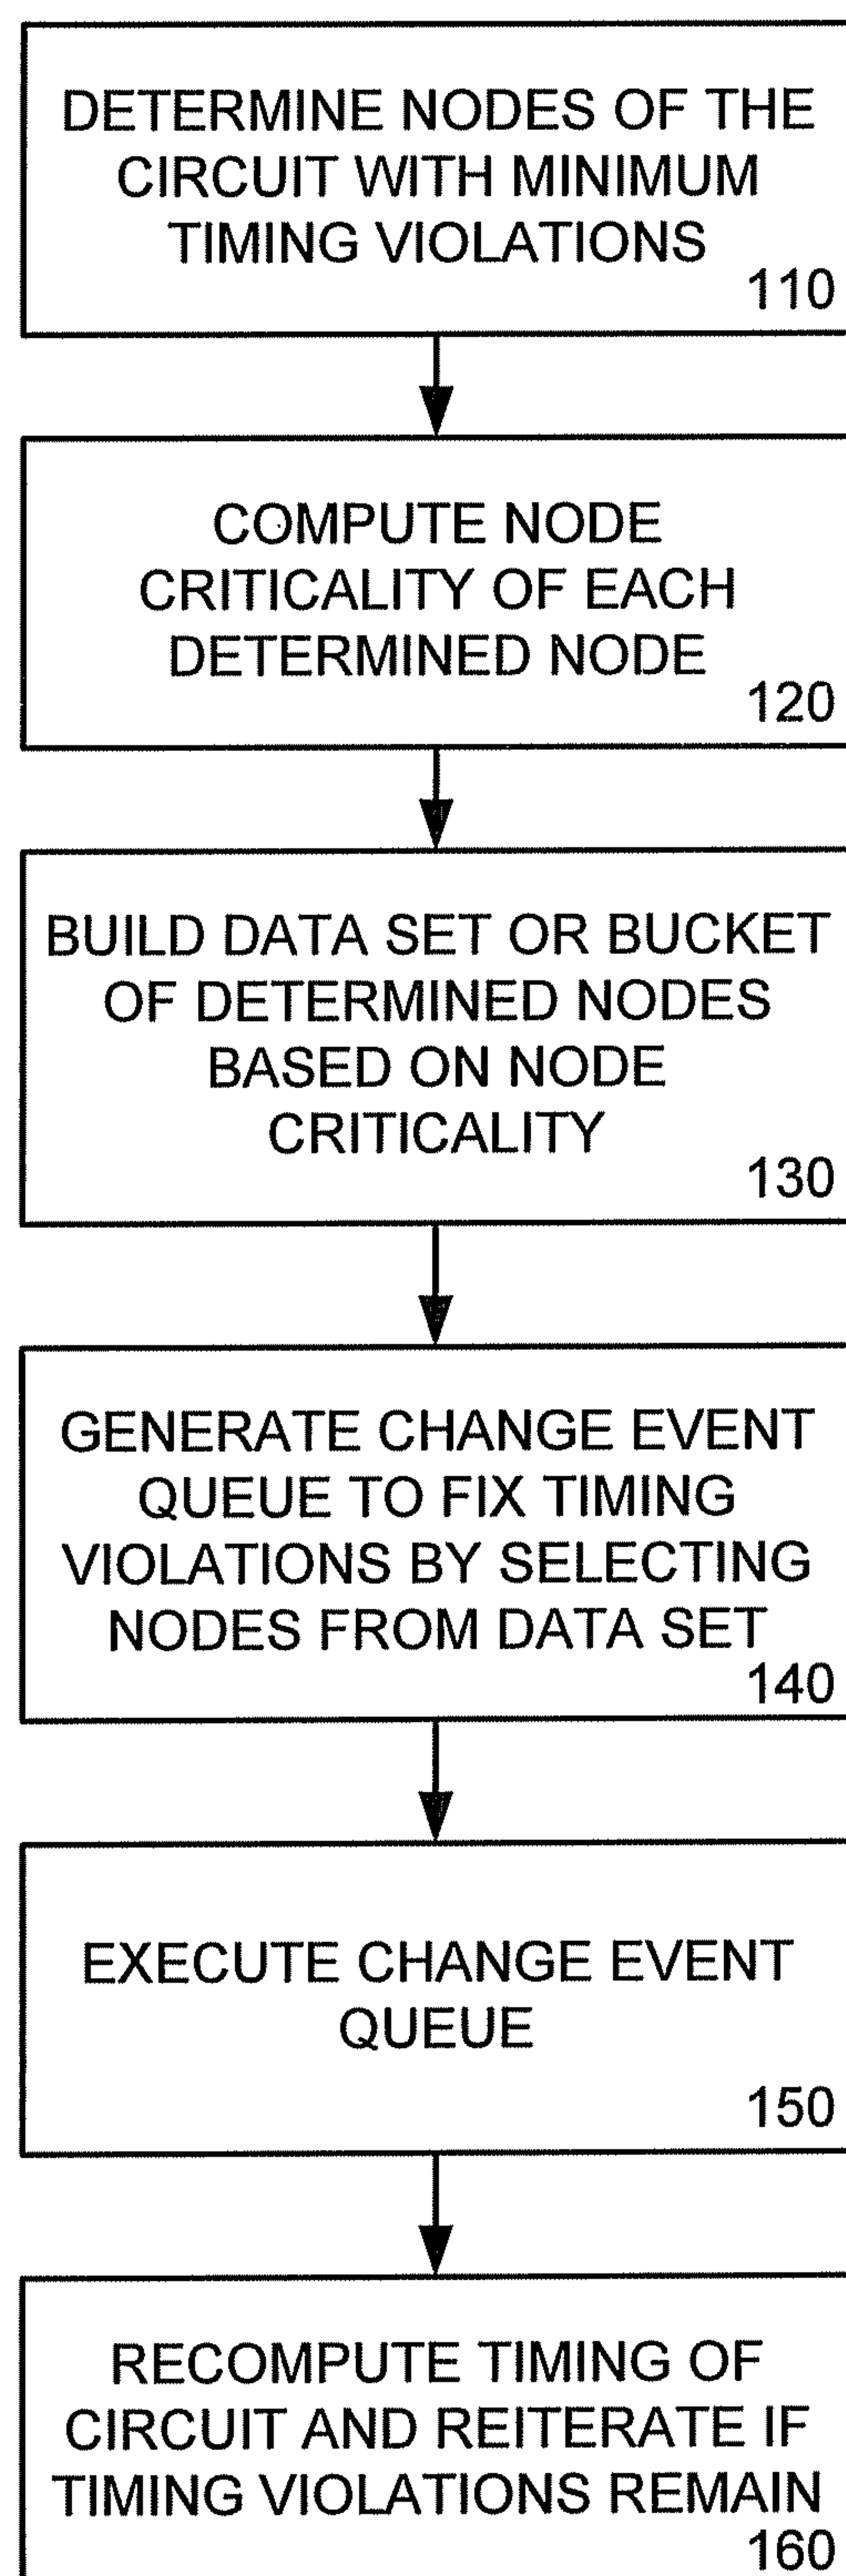 DETERMINE NODES OF THE
CIRCUIT WITH MINIMUM
TIMING VIOLATIONS
110
COMPUTE NODE
CRITICALITY OF EACH
DETERMINED NODE
120
BUILD DATA SET OR BUCKET
OF DETERMINED NODES
BASED ON NODE
CRITICALITY
130
GENERATE CHANGE EVENT
QUEUE TO FIX TIMING
VIOLATIONS BY SELECTING
NODES FROM DATA SET
140
EXECUTE CHANGE EVENT
QUEUE
150
RECOMPUTE TIMING OF
CIRCUIT AND REITERATE IF
TIMING VIOLATIONS REMAIN
160